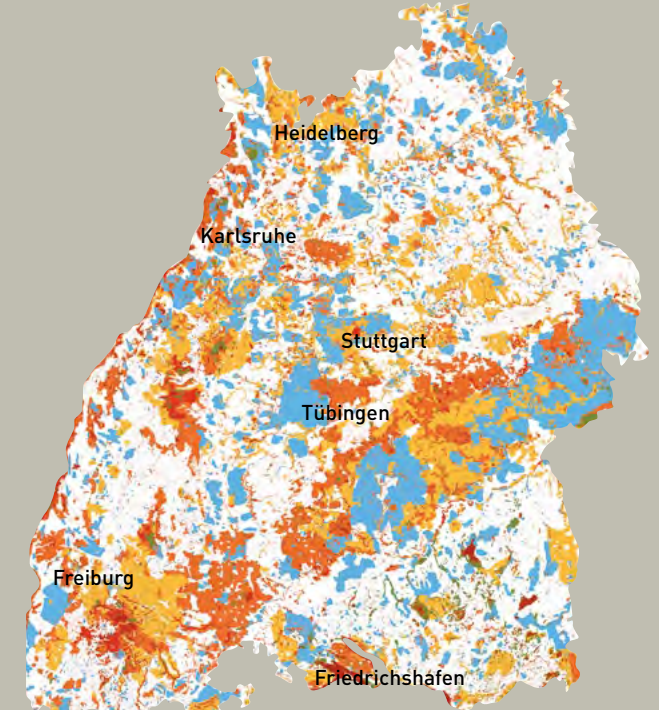 Heidelberg
Karlsruhe
Stuttgart
Tübingen
Freiburg
Friedrichshafen